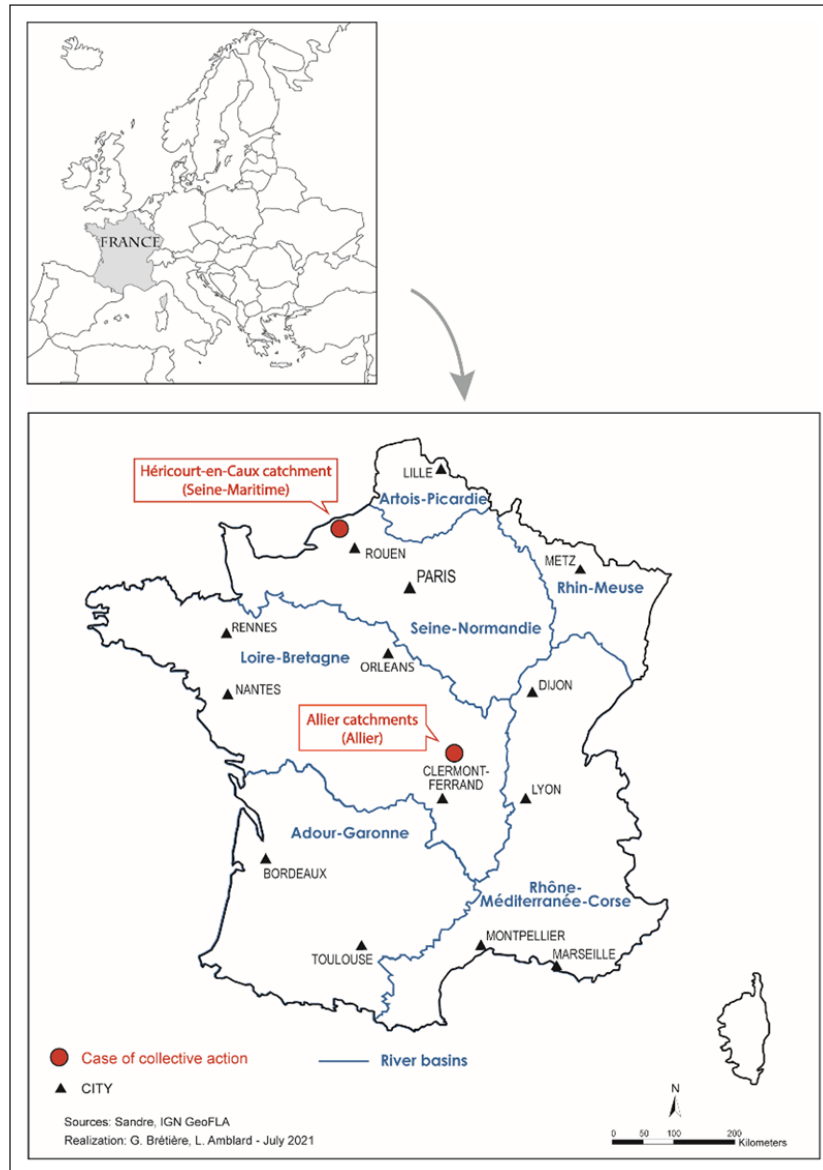 FRANCE
Héricourt-en-Caux catchment
(Seine-Maritime)
LILLE
Artois-Picardie
ROUEN
METZ
PARIS
Rhin-Meuse
RENNES
Seine-Normandie
Loire-Bretagne
ORLEANS
NANTES
DIJON
Allier catchments
(Allier)
CLERMONT-
FERRAND
LYON
Adour-Garonne
BORDEAUX
Rhône-
Méditerranée-Corse
MONTPELLIER
TOULOUSE
MARSEILLE
Case of collective action
River basins
CITY
Sources: Sandre, IGN GeoFLA
Realization: G. Brétière, L. Amblard - July 2021
N
0 50 100 200
Kilometers